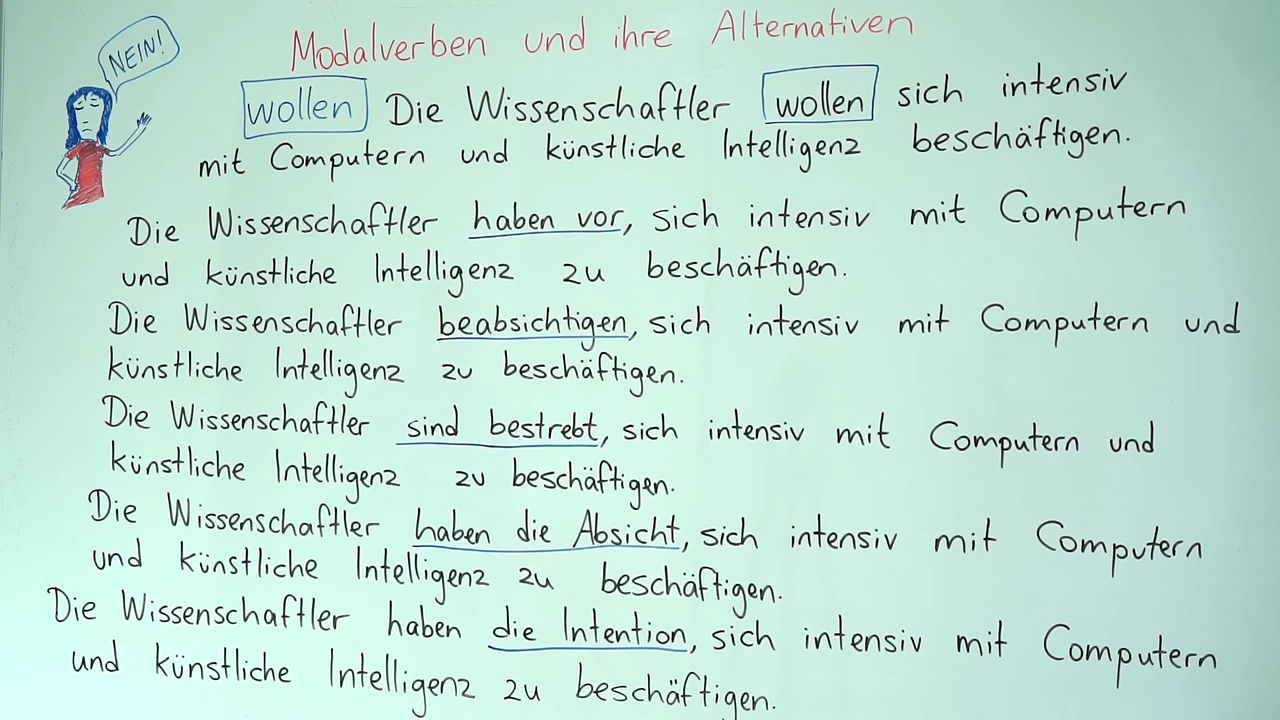 NEIN!
Modalverben und ihre Alternativen
wollen Die Wissenschaftler wollen sich intensiv
mit Computern und künstliche Intelligenz beschäftigen.
Die Wissenschaftler haben vor, sich intensiv mit Computern
und künstliche Intelligenz zu beschäftigen.
Die Wissenschaftler beabsichtigen, sich intensiv mit Computern und
künstliche Intelligenz zu beschäftigen.
Die Wissenschaftler sind bestrebt, sich intensiv mit Computern und
künstliche Intelligenz zu beschäftigen.
Die Wissenschaftler haben die Absicht, sich intensiv mit Computern
und künstliche Intelligenz zu beschäftigen.
Die Wissenschaftler haben die Intention, sich intensiv mit Computern
und künstliche Intelligenz zu beschäftigen.